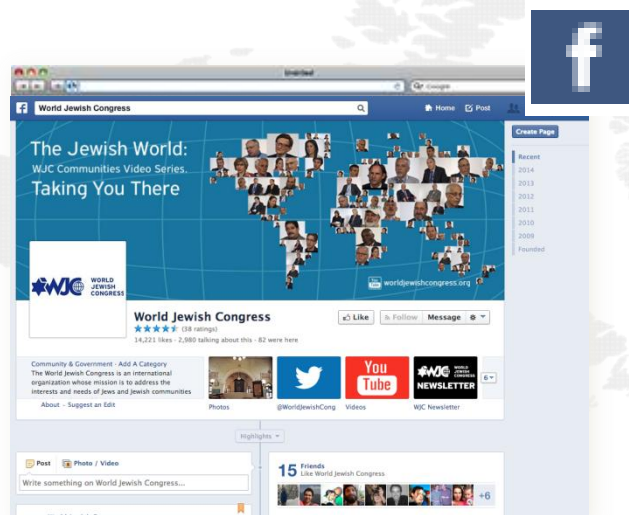 Untitled
Google
f
f
World Jewish Congress
Home
Post
Create Page
The Jewish World:
WJC Communities Video Series.
Taking You There
Recent
2014
2013
2012
2011
2010
2009
Founded
WJC WORLD JEWISH CONGRESS
You Tube worldjewishcongress.org
World Jewish Congress
(38 ratings)
14,221 likes · 2,980 talking about this · 82 were here
Like
Follow
Message
Community & Government · Add A Category
The World Jewish Congress is an international
organization whose mission is to address the
interests and needs of Jews and Jewish communities
About – Suggest an Edit
You
Tube
WJC WORLD JEWISH CONGRESS
NEWSLETTER
6
Photos
@WorldJewishCong
Videos
WJC Newsletter
Highlights
Post
Photo / Video
Write something on World Jewish Congress...
15 Friends
Like World Jewish Congress
+6